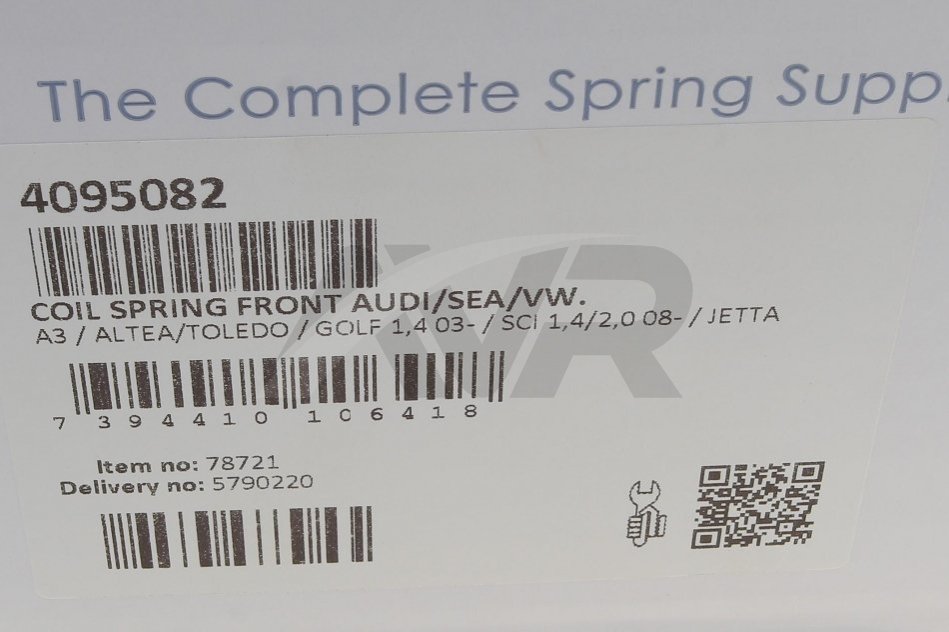 The Complete Spring Suppl
4095082
COIL SPRING FRONT AUDI/SEA/VW.
A3 / ALTEA/TOLEDO / GOLF 1,4 03- / SCI 1,4/2,0 08- / JETTA
7 394410 106418
Item no: 78721
Delivery no: 5790220